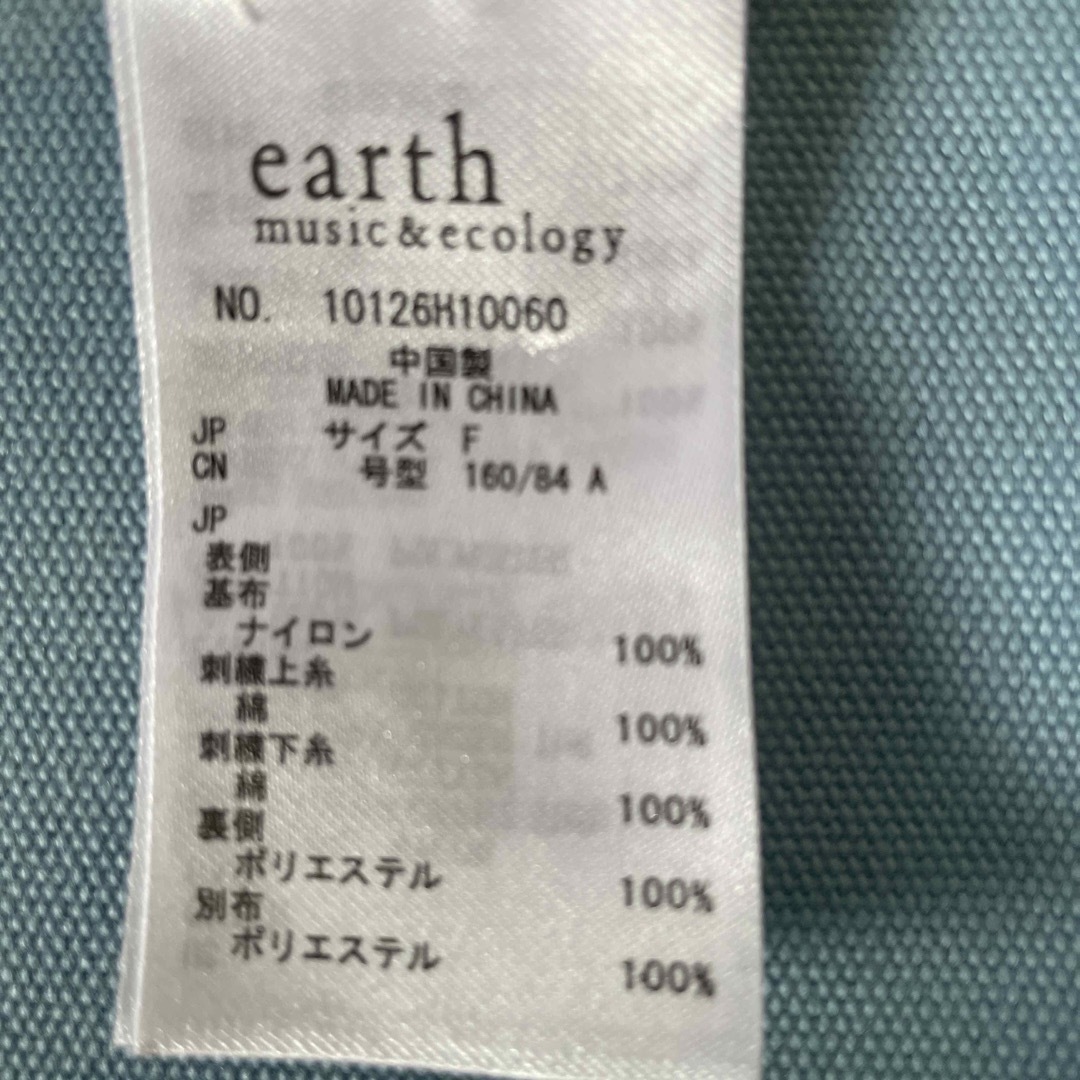 earth
music&ecology
NO. 10126H10060
中国製
MADE IN CHINA
JP サイズ F
CN 号型 160/84 A
JP
表側
基布
ナイロン 100%
刺繍上糸
綿 100%
刺繍下糸
綿 100%
裏側
ポリエステル 100%
別布
ポリエステル 100%